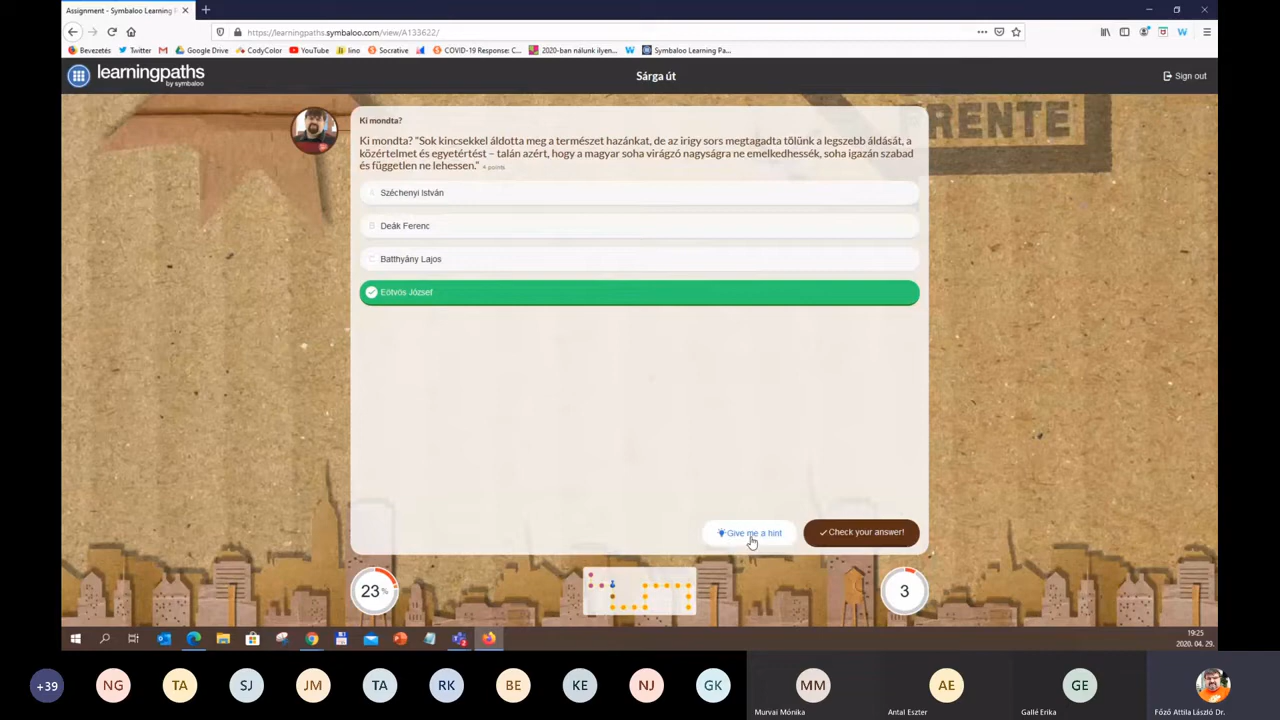 Assignment - Symbaloo Learning P
https://learningpaths.symbaloo.com/view/A133622/
Bevezetés
Twitter
Google Drive
CodyColor
YouTube
lino
Socrative
COVID-19 Response: C...
2020-ban nálunk ilyen...
Symbaloo Learning Pa...
learningpaths
by symbaloo
Sárga út
Sign out
FRENTE
Ki mondta?
Ki mondta? "Sok kincsekkel áldotta meg a természet hazánkat, de az irigy sors megtagadta tőlünk a legszebb áldását, a
közértelmet és egyetértést – talán azért, hogy a magyar soha virágzó nagyságra ne emelkedhessék, soha igazán szabad
és független ne lehessen." 4 points
A Széchenyi István
B Deák Ferenc
C Batthyány Lajos
Eötvös József
Give me a hint
Check your answer!
23 %
3
19:25
2020. 04. 29.
+39
NG
TA
SJ
JM
TA
RK
BE
KE
NJ
GK
MM
AE
GE
Murvai Mónika
Antal Eszter
Gallé Erika
Főző Attila László Dr.